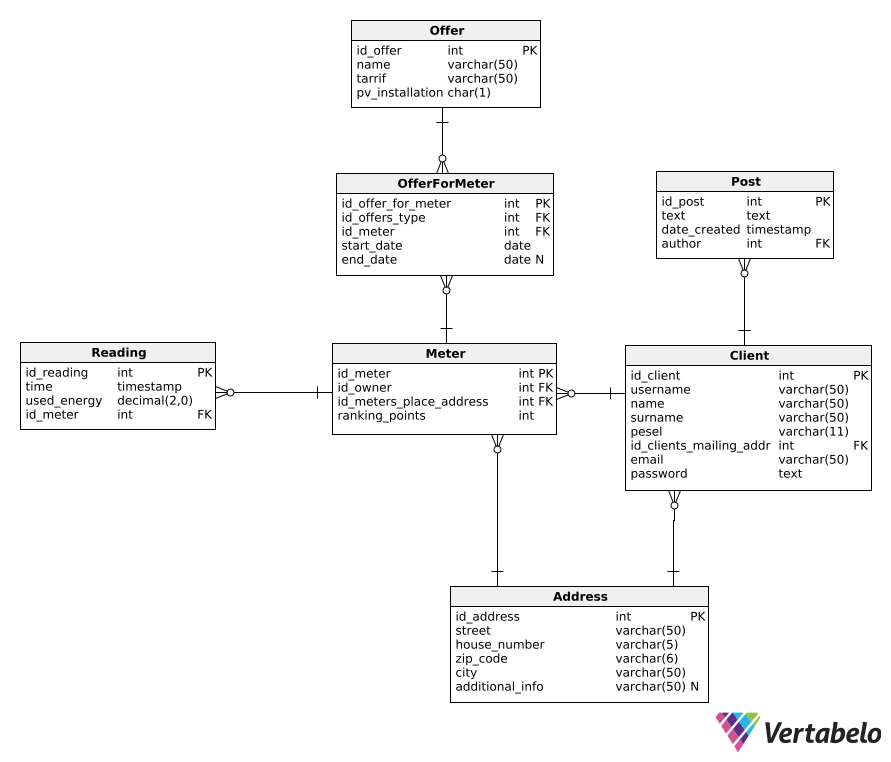 Offer
id_offer int PK
name varchar(50)
tarrif varchar(50)
pv_installation char(1)
OfferForMeter
id_offer_for_meter int PK
id_offers_type int FK
id_meter int FK
start_date date
end_date date N
Post
id_post int PK
text text
date_created timestamp
author int FK
Reading
id_reading int PK
time timestamp
used_energy decimal(2,0)
id_meter int FK
Meter
id_meter int PK
id_owner int FK
id_meters_place_address int FK
ranking_points int
Client
id_client int PK
username varchar(50)
name varchar(50)
surname varchar(50)
pesel varchar(11)
id_clients_mailing_addr int FK
email varchar(50)
password text
Address
id_address int PK
street varchar(50)
house_number varchar(5)
zip_code varchar(6)
city varchar(50)
additional_info varchar(50) N
Vertabelo